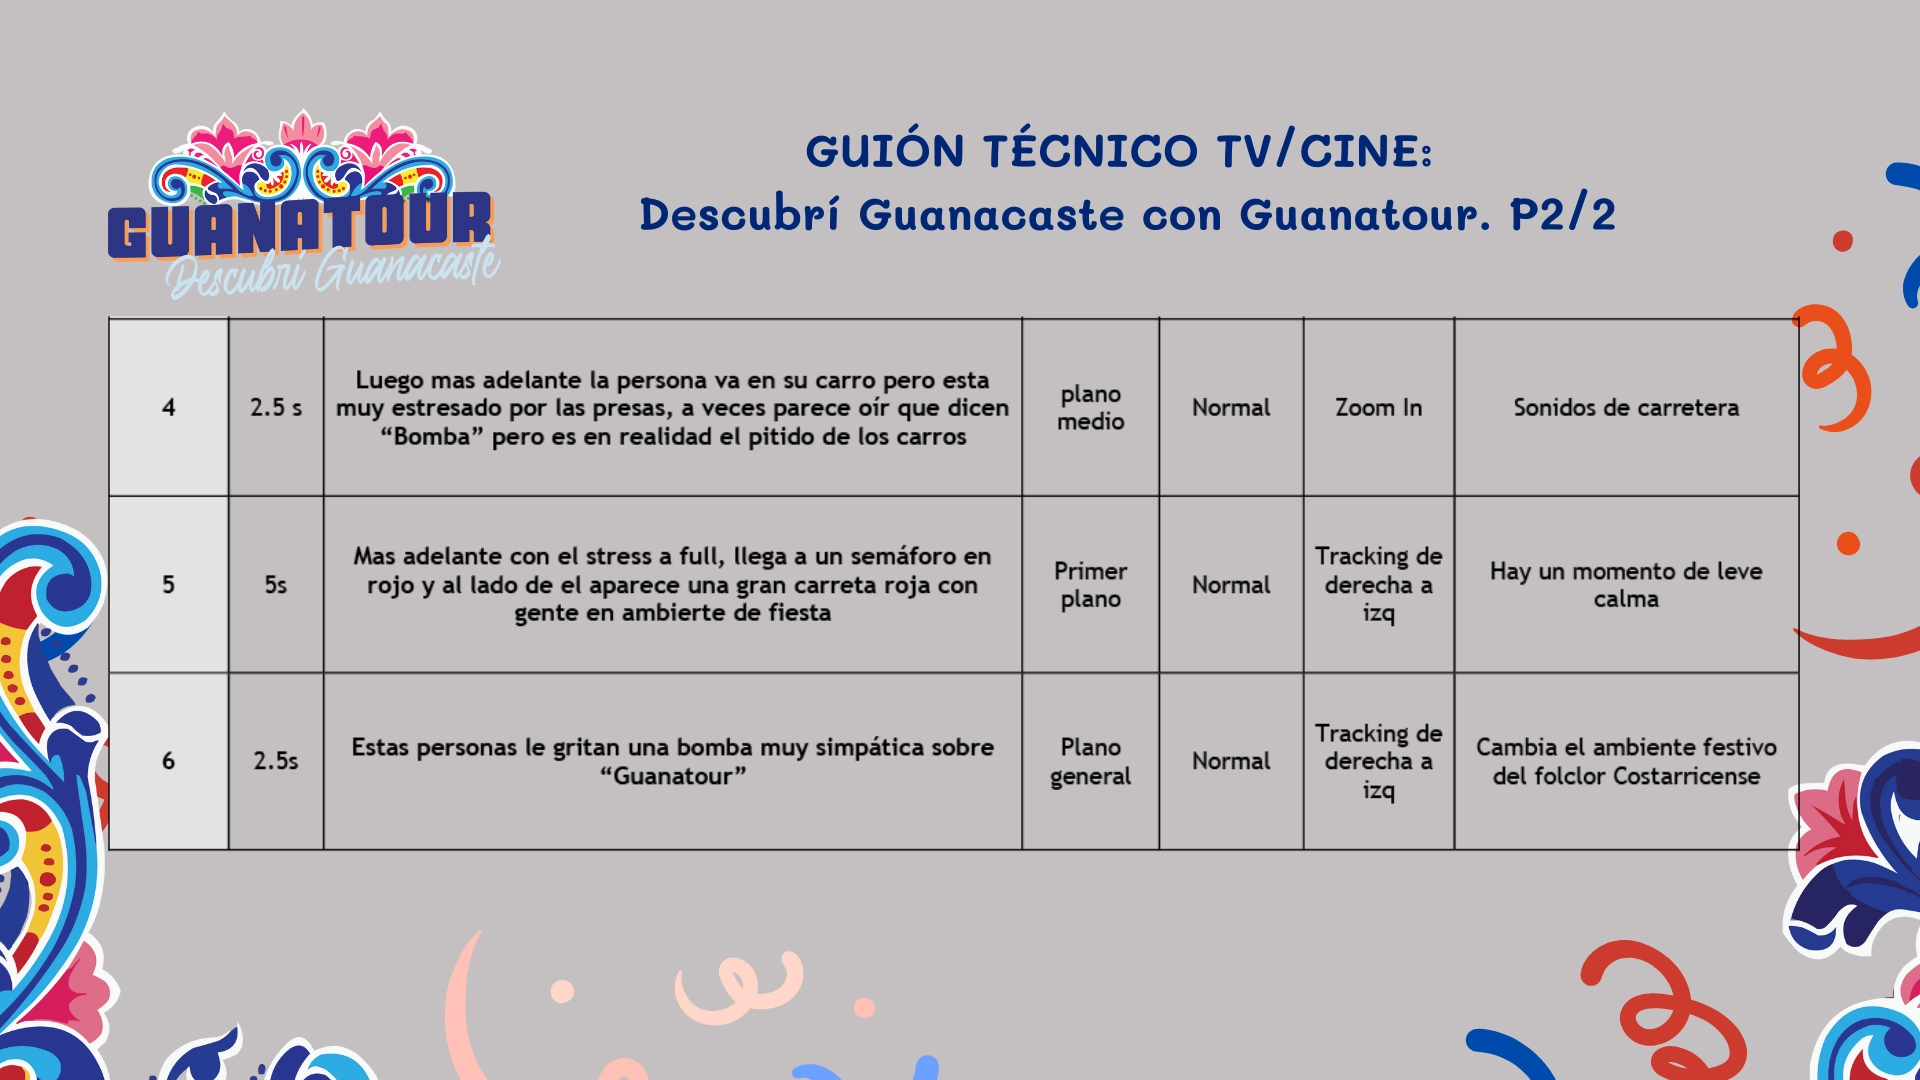 GUANATOUR
Descubrí Guanacaste
GUIÓN TÉCNICO TV/CINE:
Descubrí Guanacaste con Guanatour. P2/2
4
2.5 s
Luego mas adelante la persona va en su carro pero esta
muy estresado por las presas, a veces parece oír que dicen
“Bomba” pero es en realidad el pitido de los carros
plano
medio
Normal
Zoom In
Sonidos de carretera
5
5s
Mas adelante con el stress a full, llega a un semáforo en
rojo y al lado de el aparece una gran carreta roja con
gente en ambierte de fiesta
Primer
plano
Normal
Tracking de
derecha a
izq
Hay un momento de leve
calma
6
2.5s
Estas personas le gritan una bomba muy simpática sobre
“Guanatour”
Plano
general
Normal
Tracking de
derecha a
izq
Cambia el ambiente festivo
del folclor Costarricense